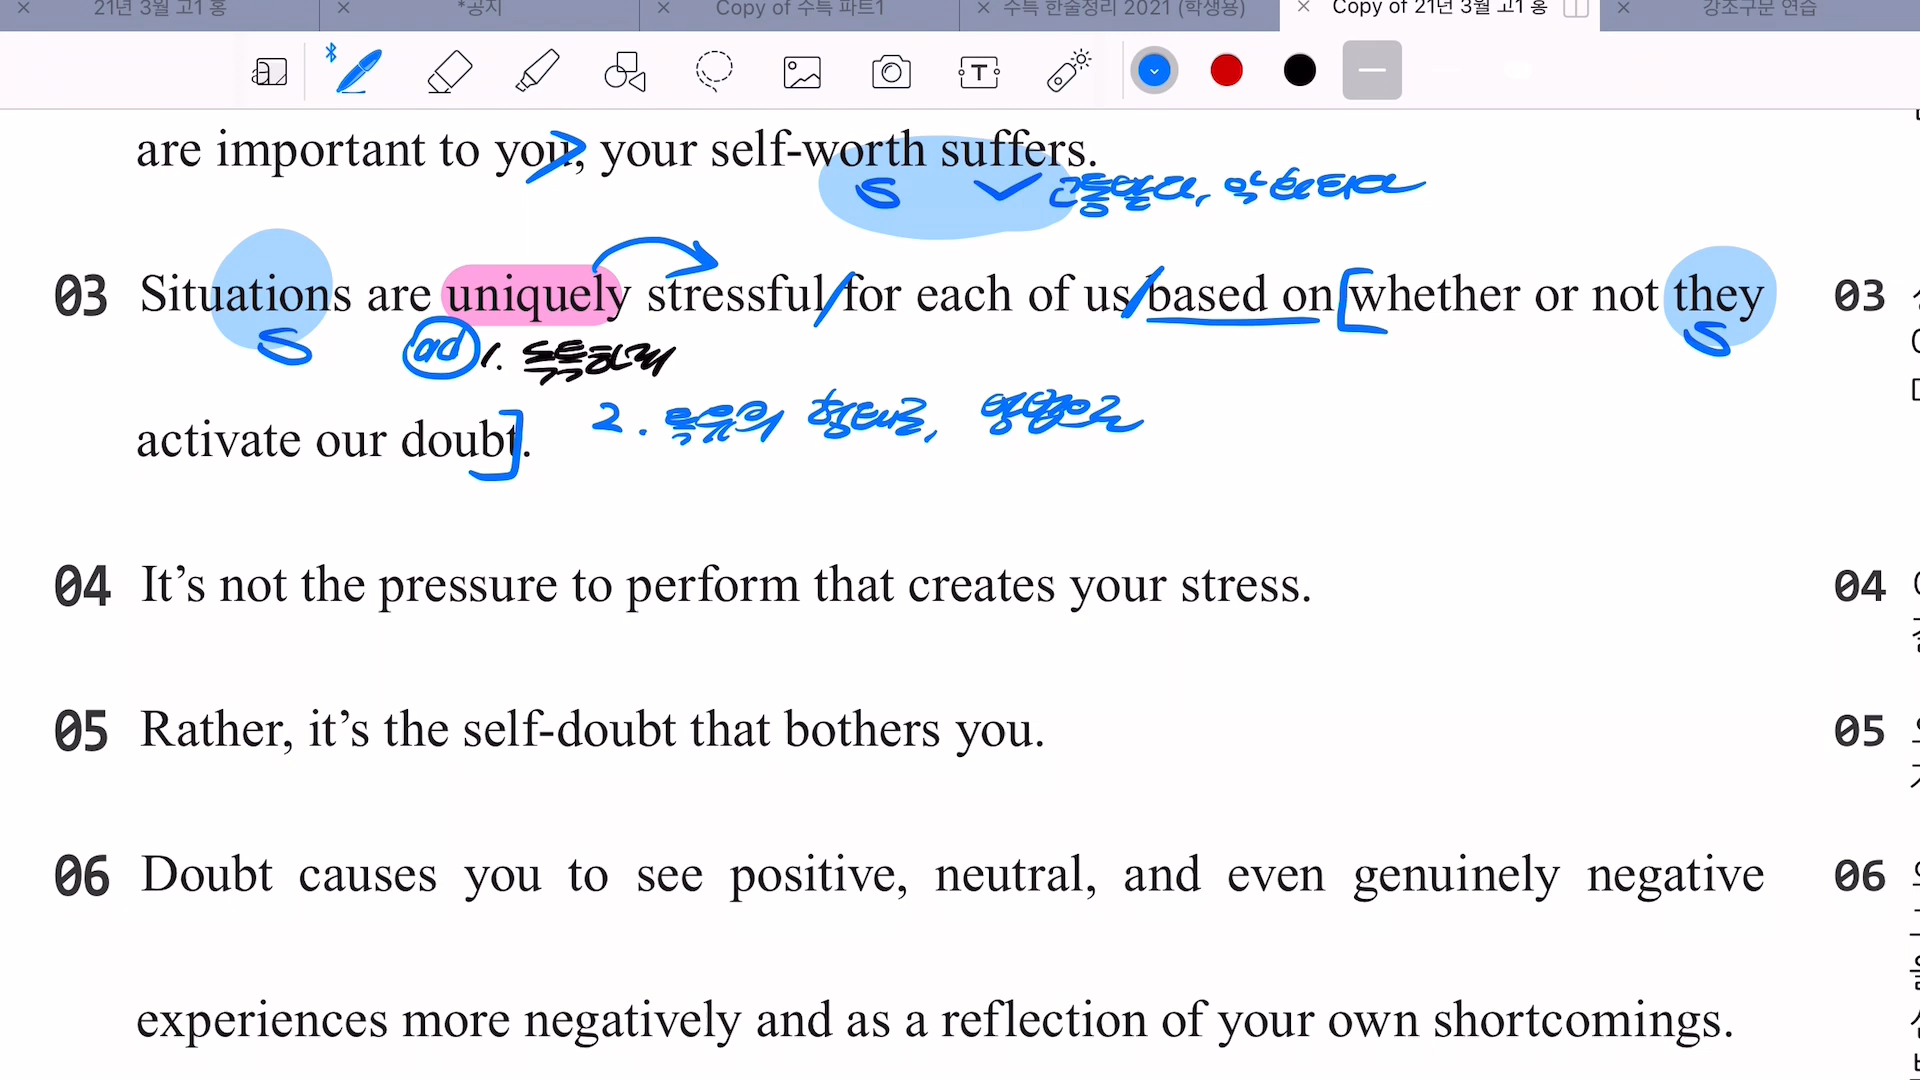 21년 3월 고1 홍
*공지
Copy of 수특 파트1
수특 한술정리 2021 (학생용)
Copy of 21년 3월 고1 홍
강조구문 연습
are important to you, your self-worth suffers.
S
고통받다, 악화되다
03 Situations are uniquely stressful for each of us based on whether or not they
03
S
ad 1. 독특하게
S
activate our doubt.
2. 특유의 형태로, 방법으로
04 It’s not the pressure to perform that creates your stress.
04
05 Rather, it’s the self-doubt that bothers you.
05
06 Doubt causes you to see positive, neutral, and even genuinely negative
06
experiences more negatively and as a reflection of your own shortcomings.